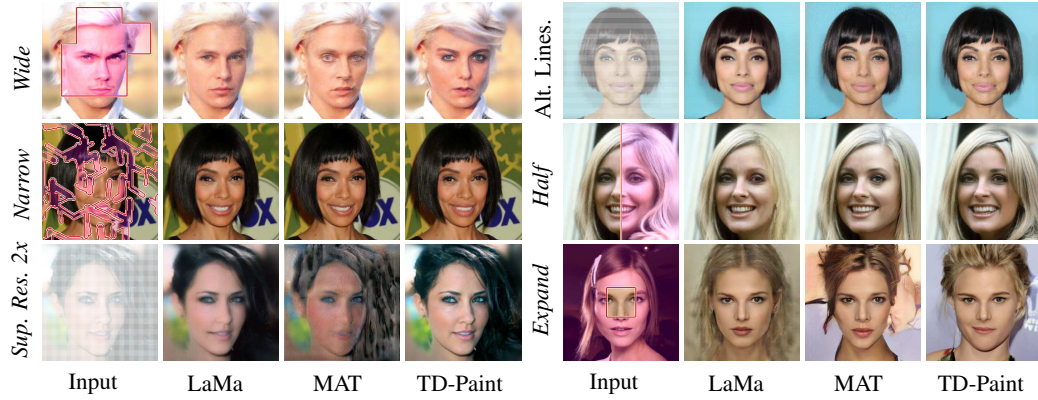 Wide
Narrow
Sup. Res. 2x
Input
LaMa
MAT
TD-Paint
Alt. Lines.
Half
Expand
Input
LaMa
MAT
TD-Paint